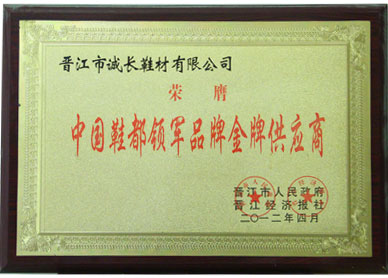 晋江市诚长鞋材有限公司
荣膺
中国鞋都领军品牌金牌供应商
晋江市人民政府
晋江经济报社
二〇一二年四月